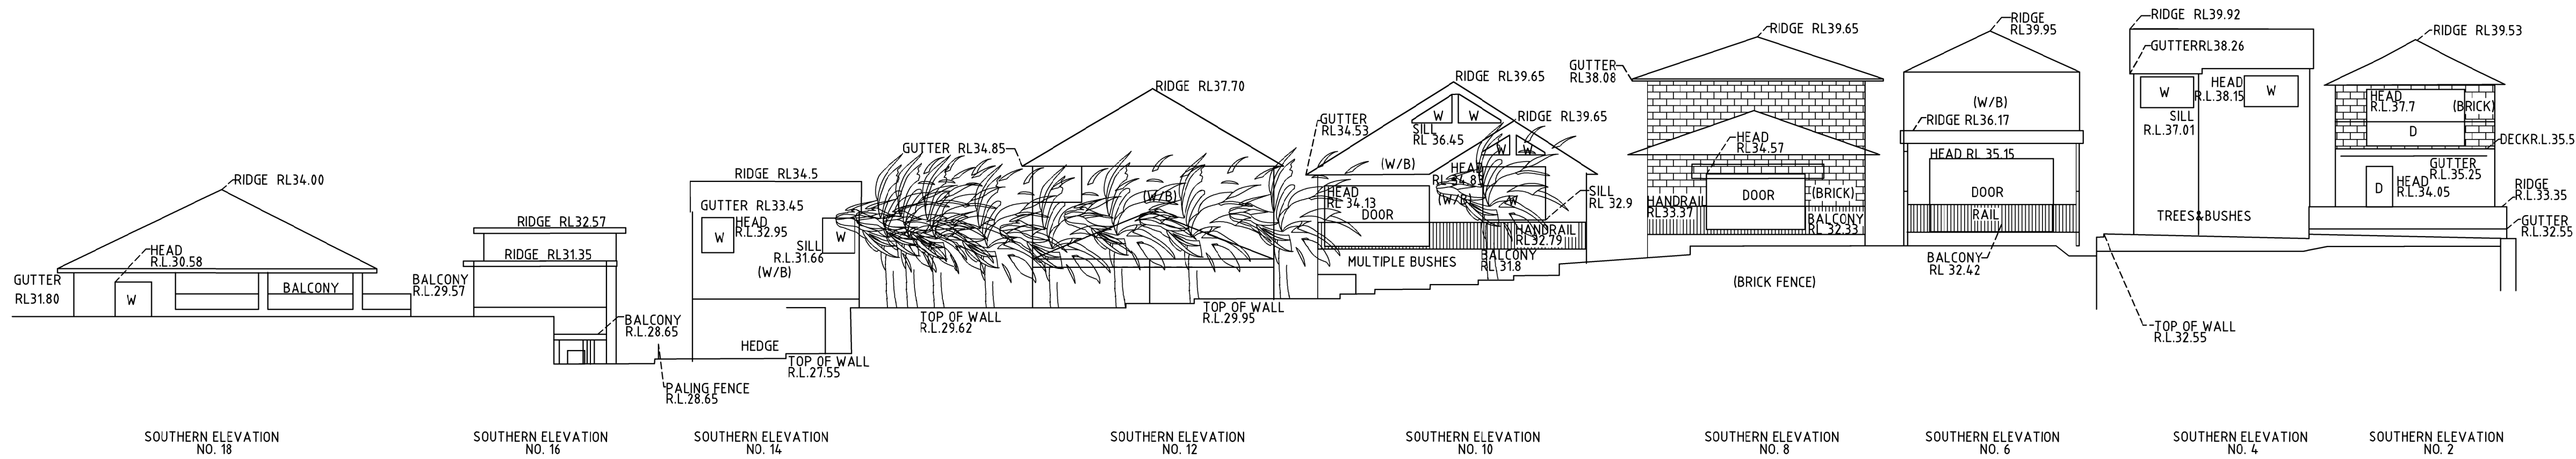 RIDGE RL34.00
HEAD
R.L.30.58
GUTTER
RL31.80
W
BALCONY
SOUTHERN ELEVATION
NO. 18
RIDGE RL32.57
RIDGE RL31.35
BALCONY
R.L.29.57
BALCONY
R.L.28.65
PALING FENCE
R.L.28.65
SOUTHERN ELEVATION
NO. 16
RIDGE RL34.5
GUTTER RL33.45
HEAD
R.L.32.95
W
SILL
R.L.31.66
W
(W/B)
HEDGE
TOP OF WALL
R.L.27.55
SOUTHERN ELEVATION
NO. 14
RIDGE RL37.70
GUTTER RL34.85
(W/B)
TOP OF WALL
R.L.29.62
TOP OF WALL
R.L.29.95
SOUTHERN ELEVATION
NO. 12
RIDGE RL39.65
GUTTER
RL34.53
W
W
SILL
RL 36.45
RIDGE RL39.65
W
W
(W/B)
HEAD
RL 34.83
HEAD
RL 34.13
DOOR
(W/B)
W
SILL
RL 32.9
HANDRAIL
RL32.79
BALCONY
RL 31.8
MULTIPLE BUSHES
SOUTHERN ELEVATION
NO. 10
RIDGE RL39.65
GUTTER
RL38.08
HEAD
RL34.57
DOOR
(BRICK)
HANDRAIL
RL33.37
BALCONY
RL 32.33
(BRICK FENCE)
SOUTHERN ELEVATION
NO. 8
RIDGE
RL39.95
(W/B)
RIDGE RL36.17
HEAD RL 35.15
DOOR
RAIL
BALCONY
RL 32.42
SOUTHERN ELEVATION
NO. 6
RIDGE RL39.92
GUTTERRL38.26
W
HEAD
R.L.38.15
W
SILL
R.L.37.01
TREES&BUSHES
TOP OF WALL
R.L.32.55
SOUTHERN ELEVATION
NO. 4
RIDGE RL39.53
HEAD
R.L.37.7
(BRICK)
D
DECKR.L.35.5
GUTTER
R.L.35.25
D
HEAD
R.L.34.05
RIDGE
R.L.33.35
GUTTER
R.L.32.55
SOUTHERN ELEVATION
NO. 2